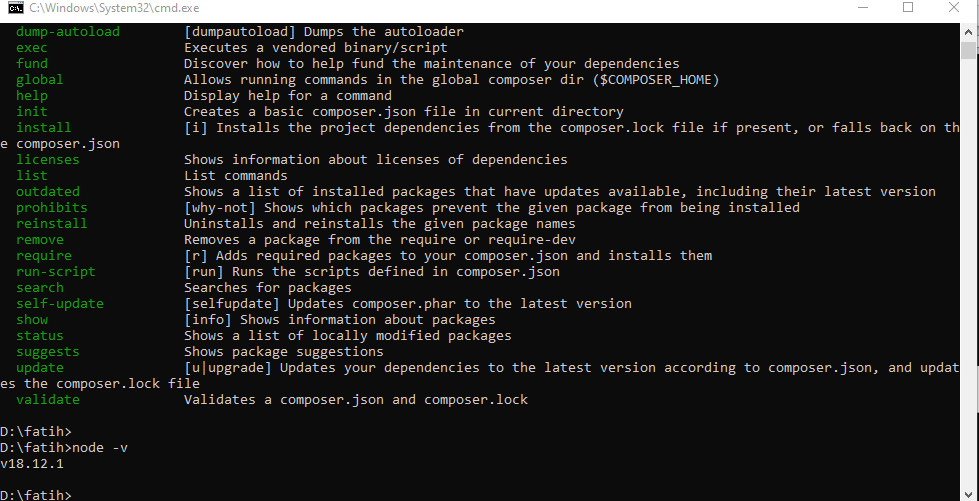 C:\Windows\System32\cmd.exe
dump-autoload [dumpautoload] Dumps the autoloader
exec Executes a vendored binary/script
fund Discover how to help fund the maintenance of your dependencies
global Allows running commands in the global composer dir ($COMPOSER_HOME)
help Display help for a command
init Creates a basic composer.json file in current directory
install [i] Installs the project dependencies from the composer.lock file if present, or falls back on th
e composer.json
licenses Shows information about licenses of dependencies
list List commands
outdated Shows a list of installed packages that have updates available, including their latest version
prohibits [why-not] Shows which packages prevent the given package from being installed
reinstall Uninstalls and reinstalls the given package names
remove Removes a package from the require or require-dev
require [r] Adds required packages to your composer.json and installs them
run-script [run] Runs the scripts defined in composer.json
search Searches for packages
self-update [selfupdate] Updates composer.phar to the latest version
show [info] Shows information about packages
status Shows a list of locally modified packages
suggests Shows package suggestions
update [u|upgrade] Updates your dependencies to the latest version according to composer.json, and updat
es the composer.lock file
validate Validates a composer.json and composer.lock
D:\fatih>
D:\fatih>node -v
v18.12.1
D:\fatih>